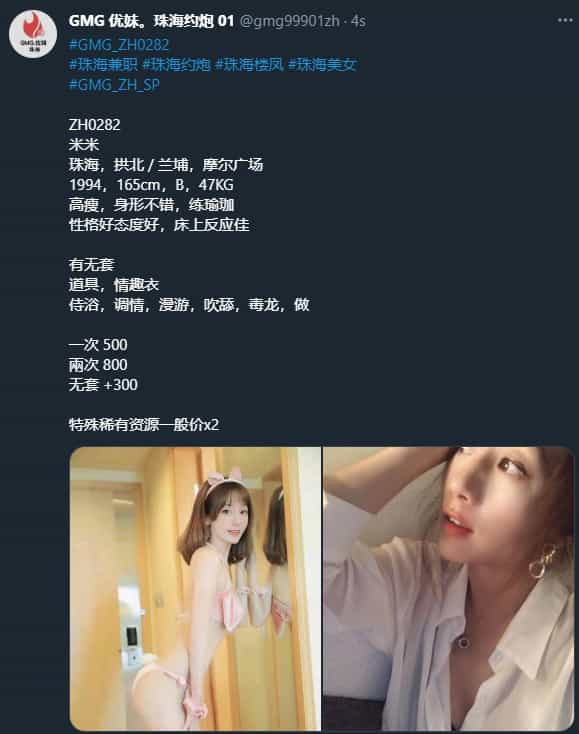 GMG 优妹。珠海约炮 01 @gmg99901zh · 4s
GMG.优妹
珠海
#GMG_ZH0282
#珠海兼职 #珠海约炮 #珠海楼凤 #珠海美女
#GMG_ZH_SP
ZH0282
米米
珠海，拱北 / 兰埔，摩尔广场
1994，165cm，B，47KG
高瘦，身形不错，练瑜珈
性格好态度好，床上反应佳
有无套
道具，情趣衣
侍浴，调情，漫游，吹舔，毒龙，做
一次 500
兩次 800
无套 +300
特殊稀有资源一般价x2